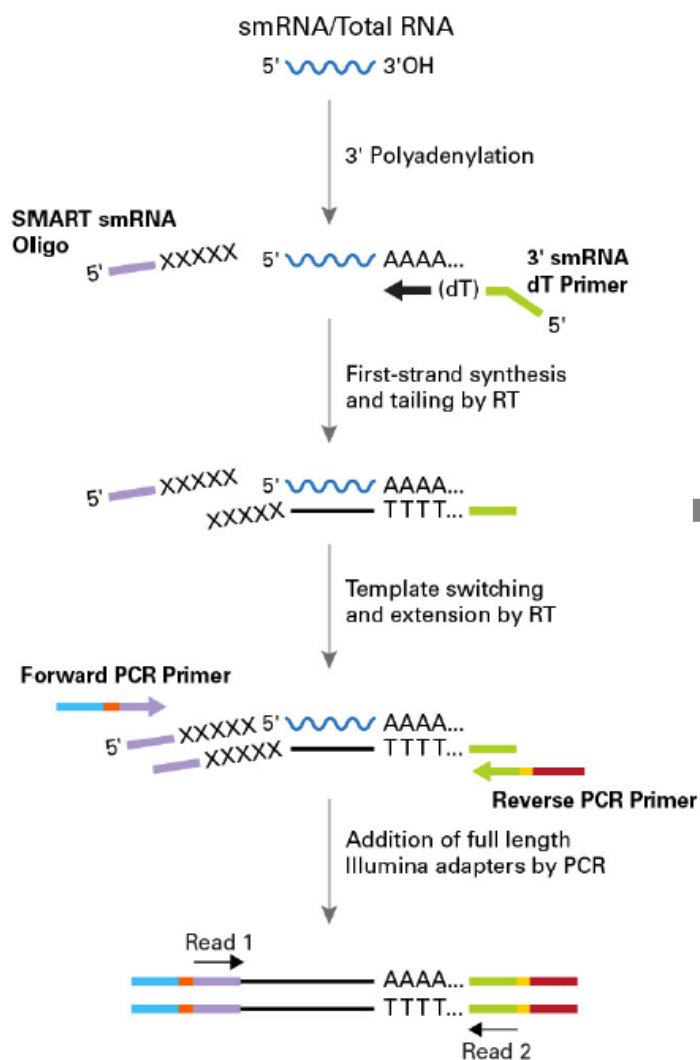 smRNA/Total RNA
5' 3'OH
3' Polyadenylation
SMART smRNA
Oligo
5' XXXXX 5' AAAA...
3' smRNA
dT Primer
(dT)
5'
First-strand synthesis
and tailing by RT
5' XXXXX 5' AAAA...
XXXXX TTTT...
Template switching
and extension by RT
Forward PCR Primer
5' XXXXX 5' AAAA...
XXXXX TTTT...
Reverse PCR Primer
Addition of full length
Illumina adapters by PCR
Read 1
AAAA...
TTTT...
Read 2